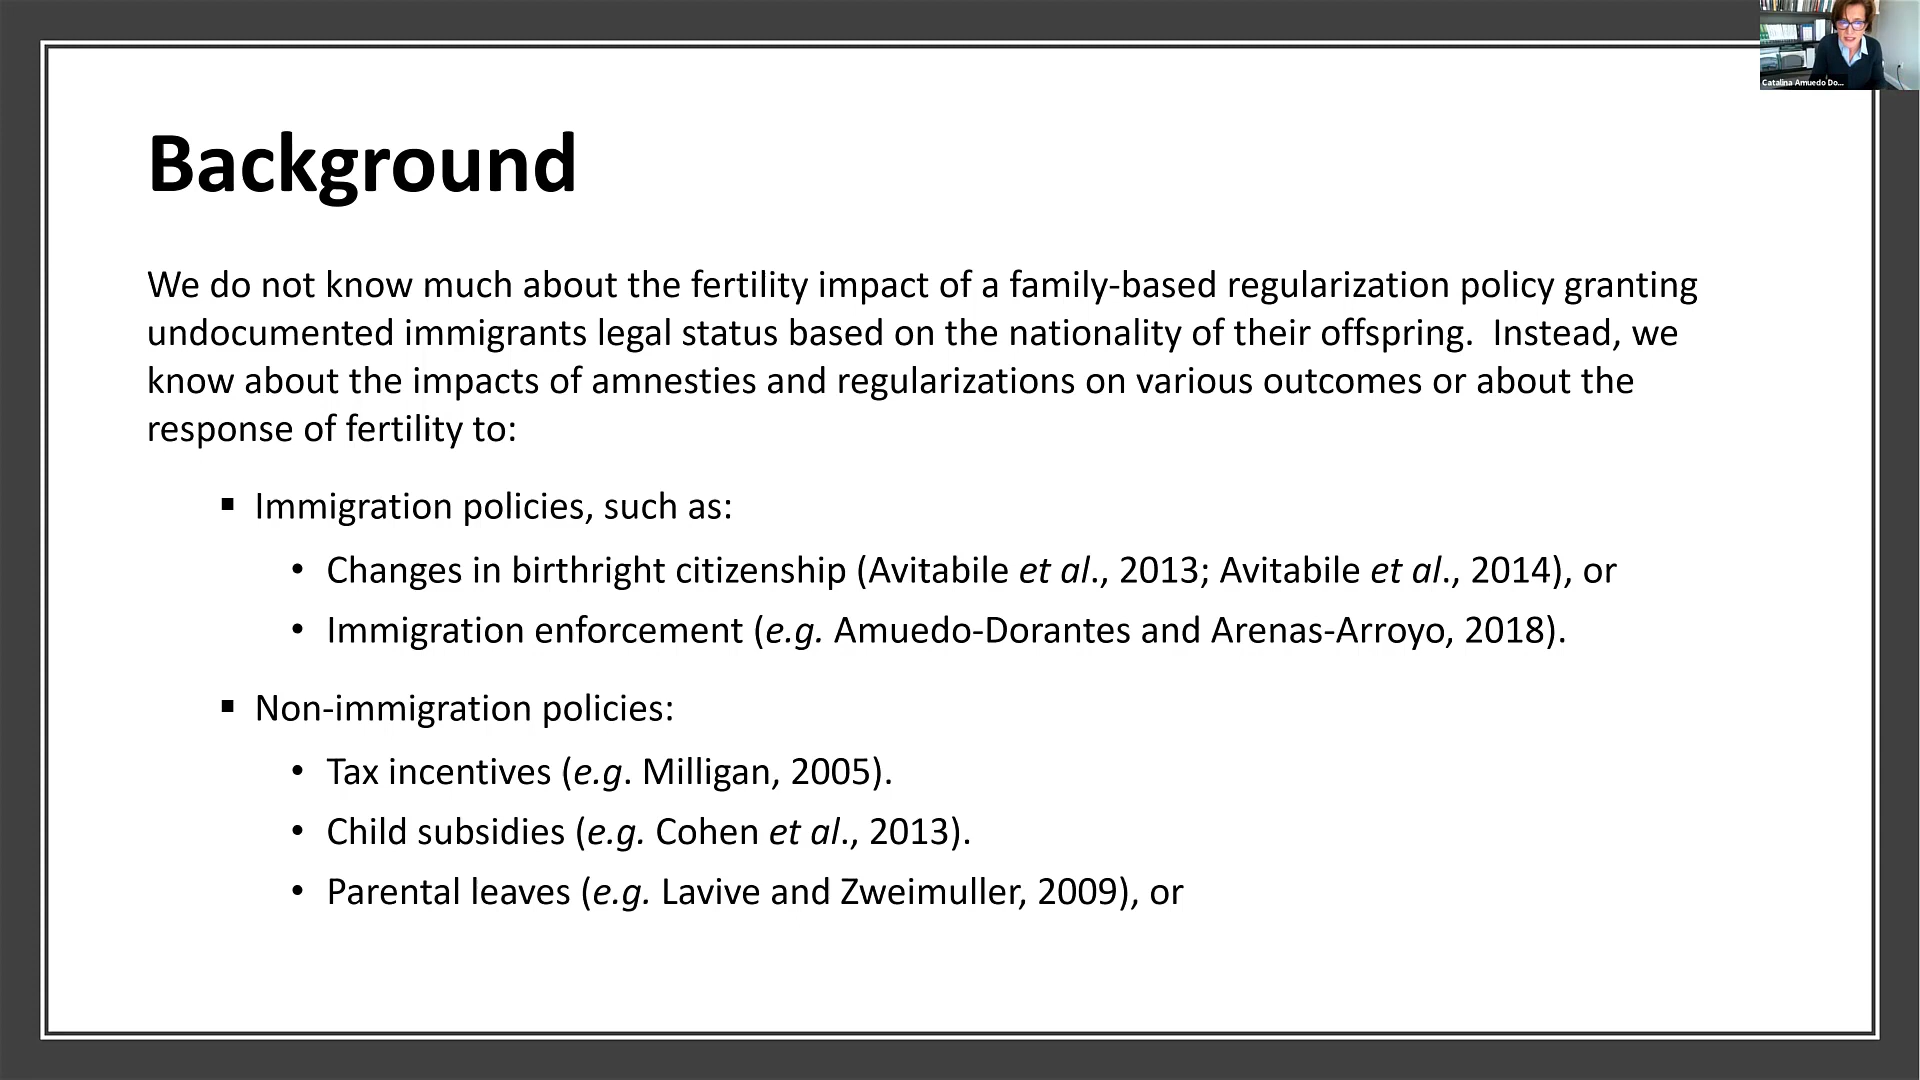 Catalina Amuedo Do...
Background
We do not know much about the fertility impact of a family-based regularization policy granting
undocumented immigrants legal status based on the nationality of their offspring.  Instead, we
know about the impacts of amnesties and regularizations on various outcomes or about the
response of fertility to:
▪ Immigration policies, such as:
• Changes in birthright citizenship (Avitabile et al., 2013; Avitabile et al., 2014), or
• Immigration enforcement (e.g. Amuedo-Dorantes and Arenas-Arroyo, 2018).
▪ Non-immigration policies:
• Tax incentives (e.g. Milligan, 2005).
• Child subsidies (e.g. Cohen et al., 2013).
• Parental leaves (e.g. Lavive and Zweimuller, 2009), or